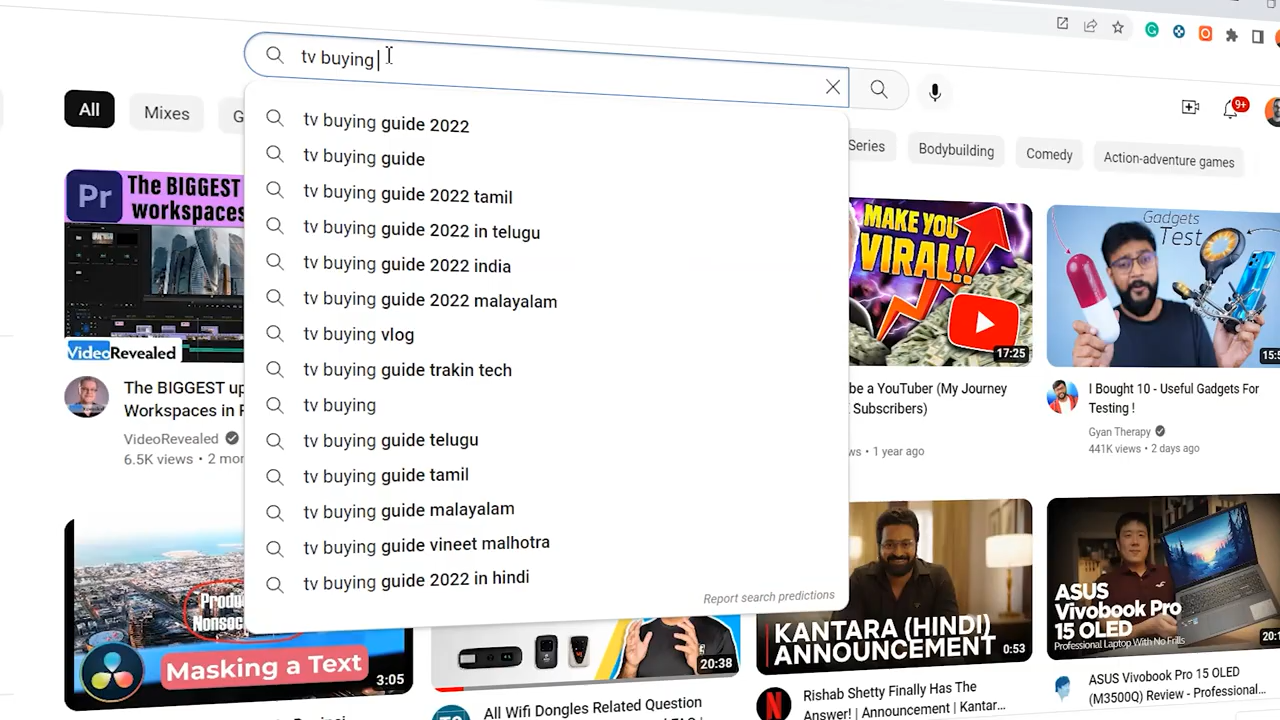 tv buying
9+
All
Mixes
G
Series
Bodybuilding
Comedy
Action-adventure games
tv buying guide 2022
tv buying guide
tv buying guide 2022 tamil
tv buying guide 2022 in telugu
tv buying guide 2022 india
tv buying guide 2022 malayalam
tv buying vlog
tv buying guide trakin tech
tv buying
tv buying guide telugu
tv buying guide tamil
tv buying guide malayalam
tv buying guide vineet malhotra
tv buying guide 2022 in hindi
Report search predictions
Pr
The BIGGEST
workspaces
VideoRevealed
The BIGGEST up
Workspaces in
VideoRevealed
6.5K views • 2 mon
MAKE YOU
VIRAL!!
17:25
be a YouTuber (My Journey
Subscribers)
ws • 1 year ago
Gadgets
Test
I Bought 10 - Useful Gadgets For
Testing !
Gyan Therapy
441K views • 2 days ago
Masking a Text
3:05
20:38
All Wifi Dongles Related Question
KANTARA (HINDI)
ANNOUNCEMENT
0:53
N
Rishab Shetty Finally Has The
Answer! | Announcement | Kantar...
ASUS
Vivobook Pro
15 OLED
Professional Laptop With No Frills
ASUS Vivobook Pro 15 OLED
(M3500Q) Review - Professional...